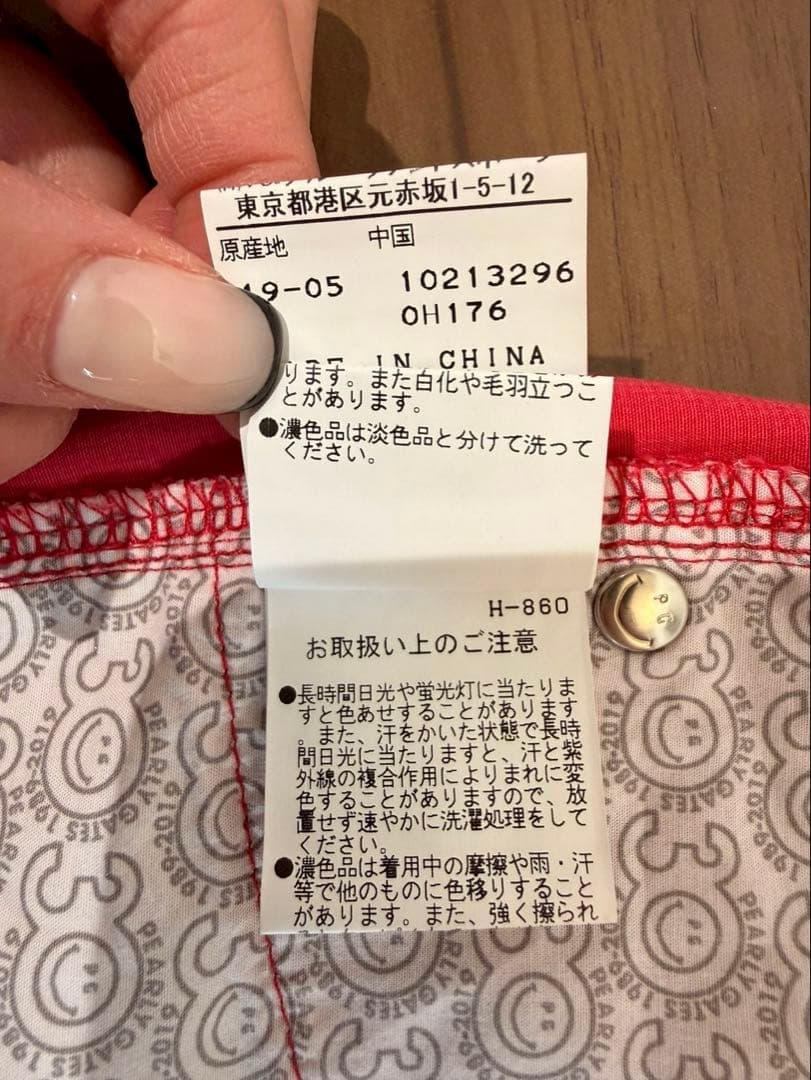 東京都港区元赤坂1-5-12
原産地 中国
19-05 10213296
OH176
IN CHINA
ります。また白化や毛羽立つこ
とがあります。
●濃色品は淡色品と分けて洗って
ください。
H-860
お取扱い上のご注意
●長時間日光や蛍光灯に当たりま
すと色あせすることがあります
。また、汗をかいた状態で長時
間日光に当たりますと、汗と紫
外線の複合作用によりまれに変
色することがありますので、放
置せず速やかに洗濯処理をして
ください。
●濃色品は着用中の摩擦や雨・汗
等で他のものに色移りすること
があります。また、強く擦られ
PG
30
PEARLY GATES 1989-2019